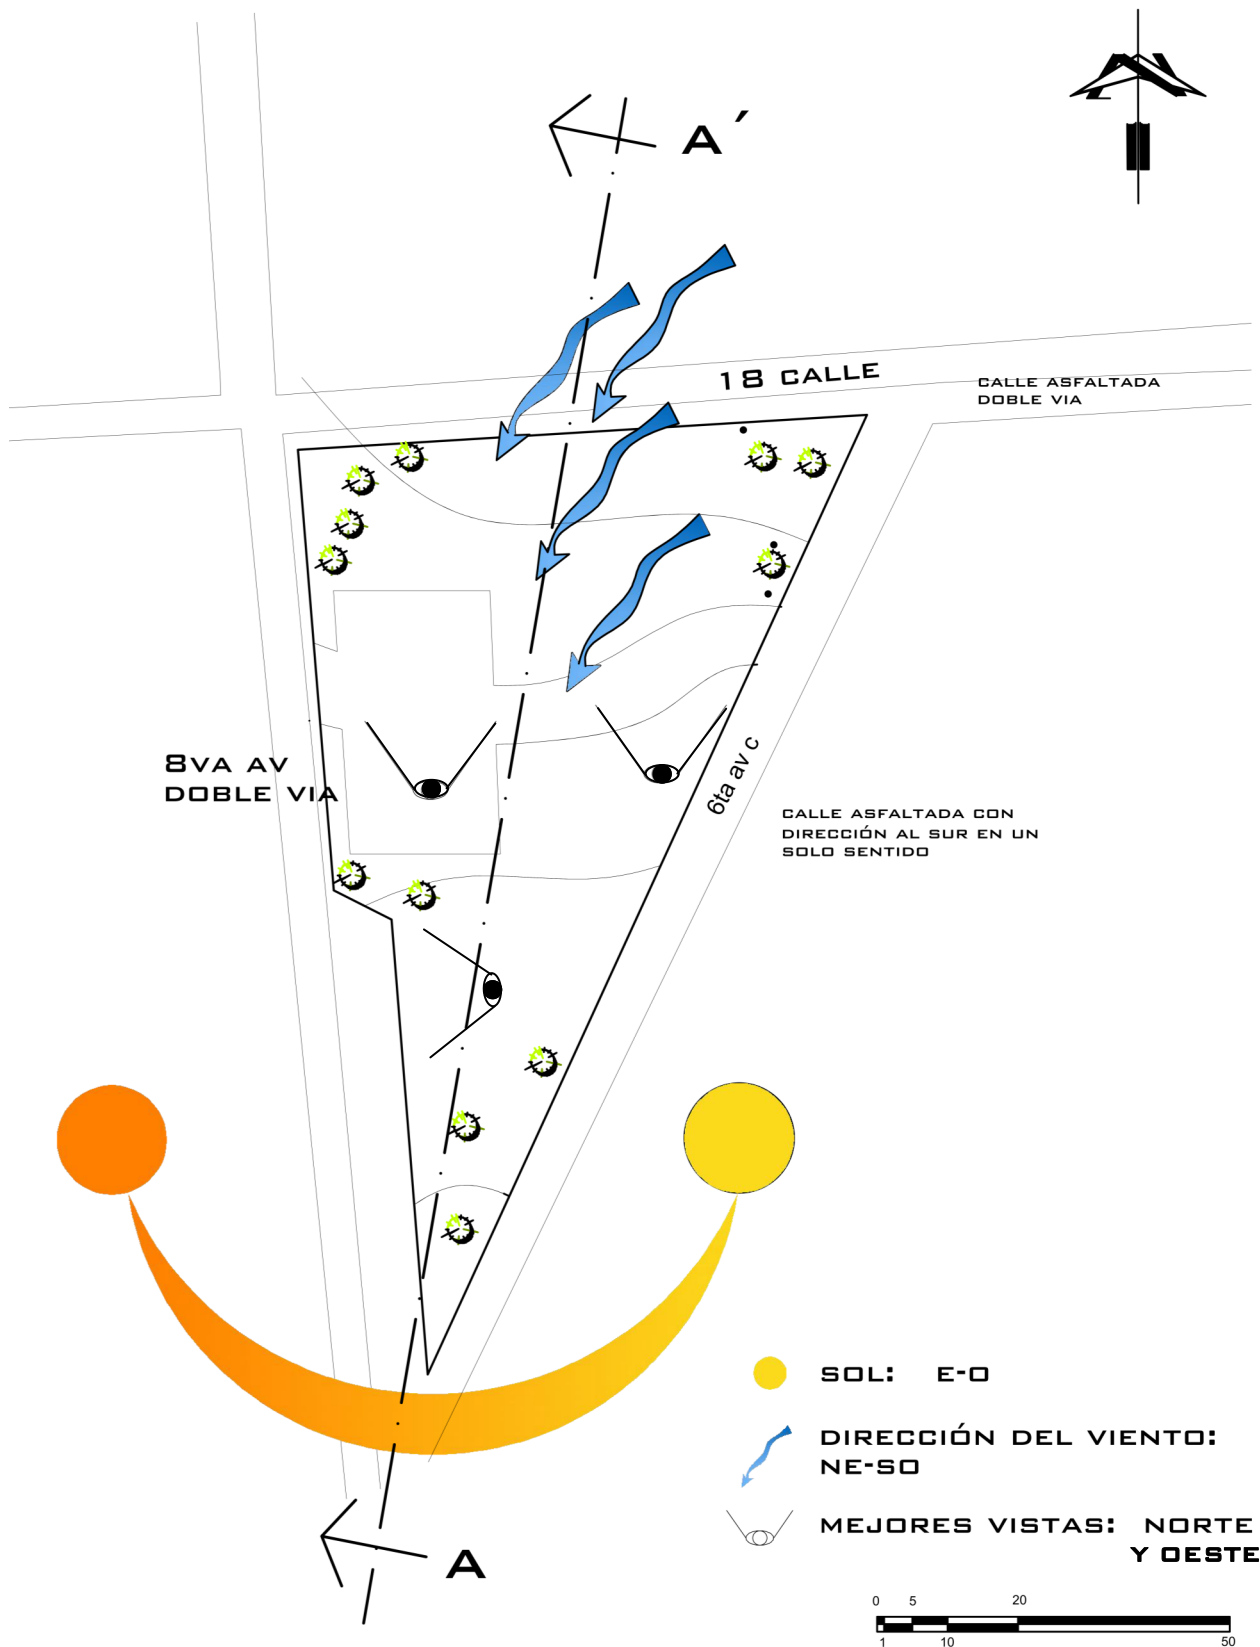 A´
18 CALLE
CALLE ASFALTADA
DOBLE VIA
8VA AV
DOBLE VIA
6ta av c
CALLE ASFALTADA CON
DIRECCIÓN AL SUR EN UN
SOLO SENTIDO
SOL: E-O
DIRECCIÓN DEL VIENTO:
NE-SO
MEJORES VISTAS: NORTE
Y OESTE
A
0 5 20
1 10 50